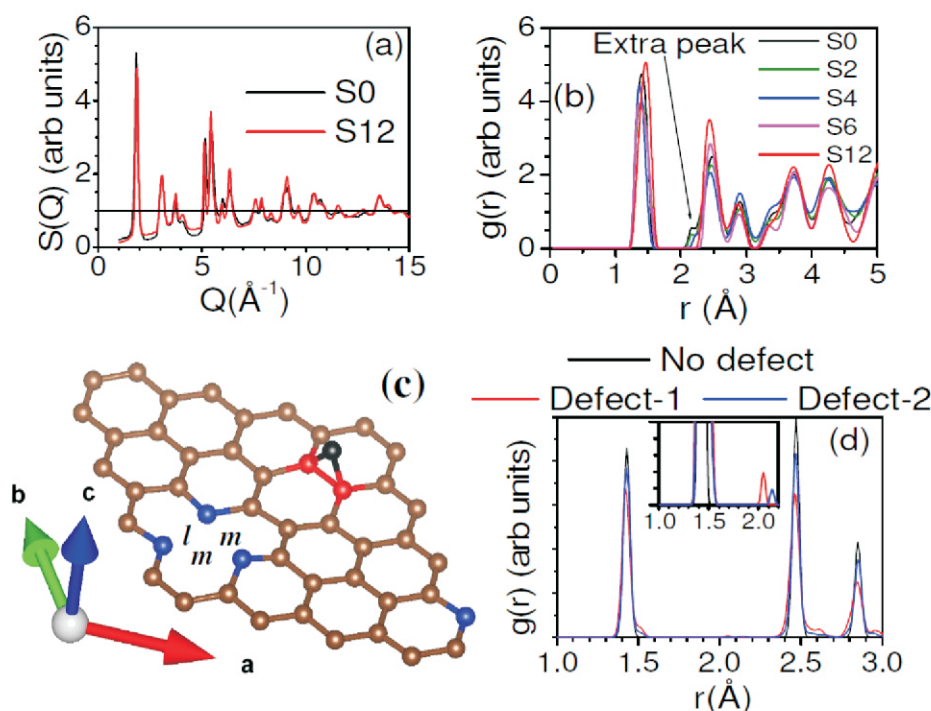 (a)
S(Q) (arb units)
6
4
2
0
S0
S12
0 5 10 15
Q(Å⁻¹)
(b)
g(r) (arb units)
6
4
2
0
Extra peak
S0
S2
S4
S6
S12
0 1 2 3 4 5
r (Å)
(c)
b
c
a
l
m
m
No defect
Defect-1 Defect-2
(d)
g(r) (arb units)
1.0 1.5 2.0
1.0 1.5 2.0 2.5 3.0
r(Å)